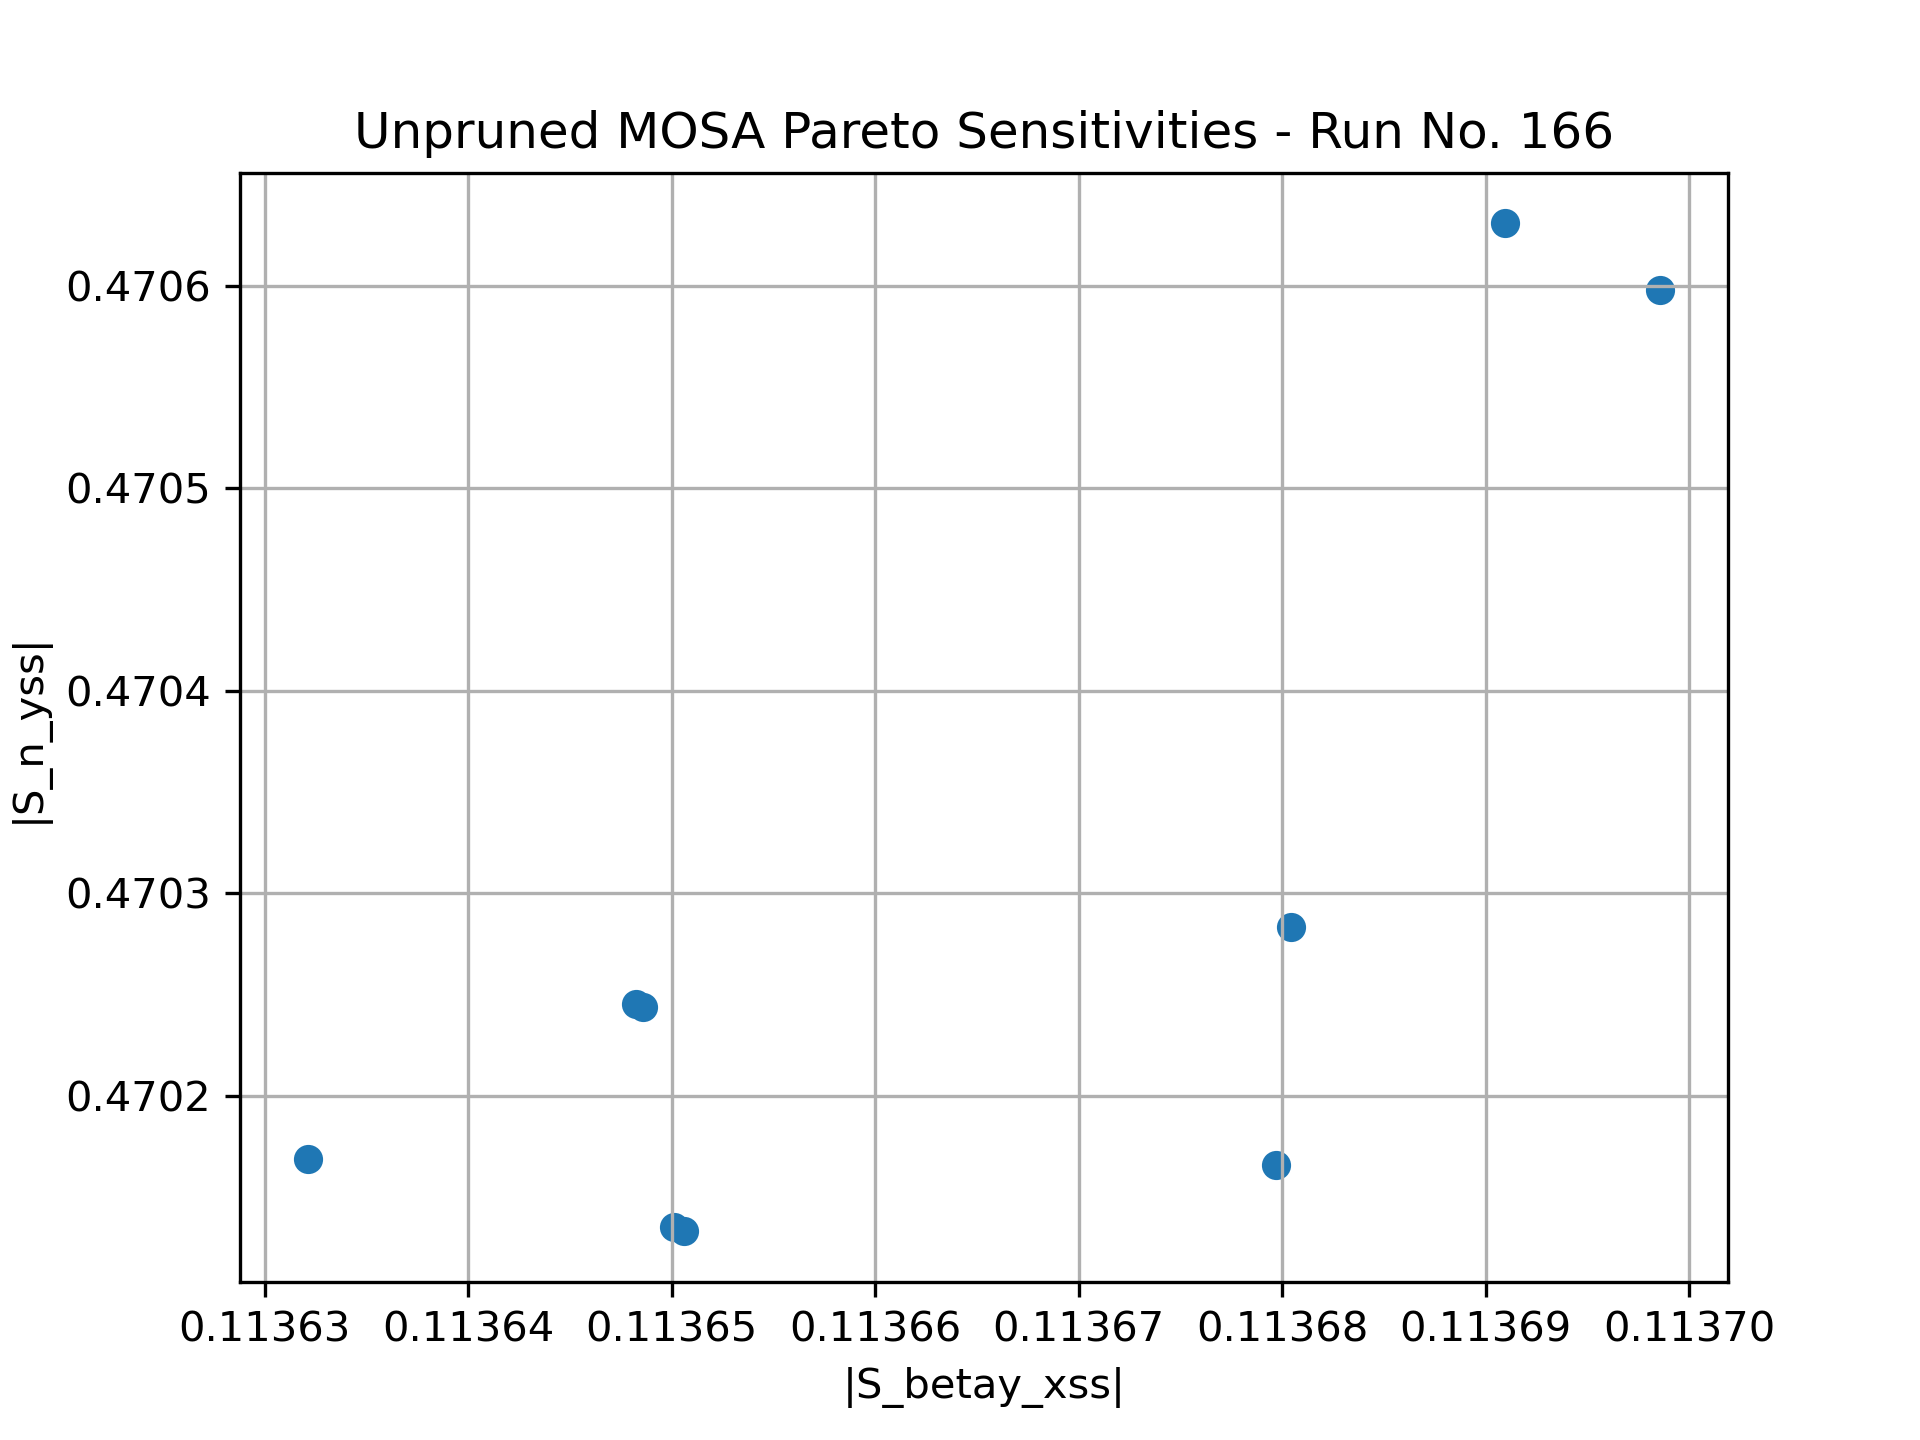 Unpruned MOSA Pareto Sensitivities - Run No. 166
|S_n_yss|
0.4706
0.4705
0.4704
0.4703
0.4702
0.11363 0.11364 0.11365 0.11366 0.11367 0.11368 0.11369 0.11370
|S_betay_xss|